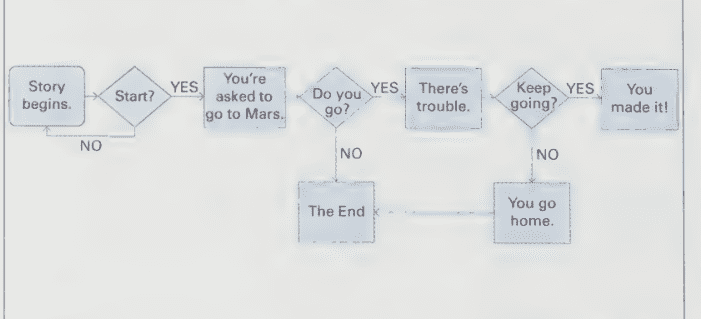 Story
begins.
Start?
YES
NO
You're
asked to
go to Mars.
Do you
go?
YES
NO
There's
trouble.
Keep
going?
YES
NO
You
made it!
The End
You go
home.